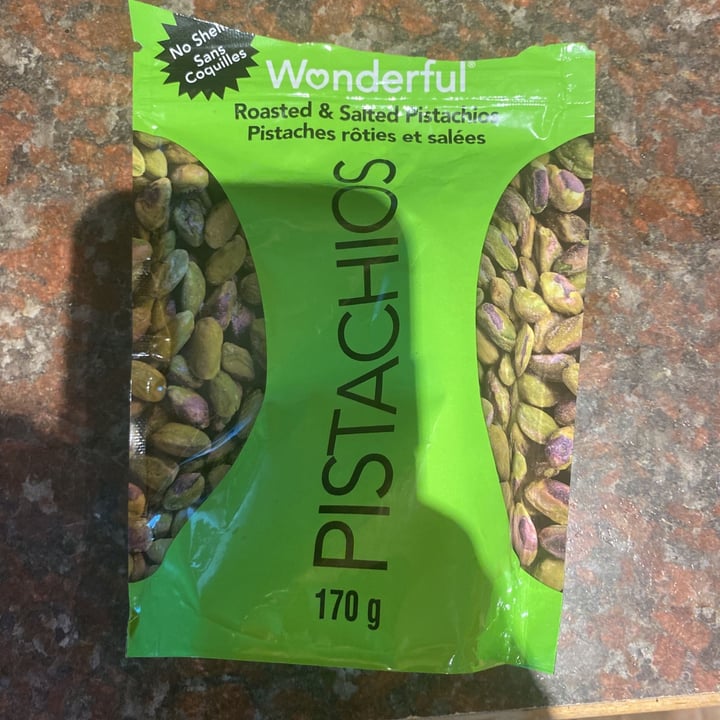 No Shell
Sans
Coquilles
Wonderful®
Roasted & Salted Pistachios
Pistaches rôties et salées
PISTACHIOS
170 g